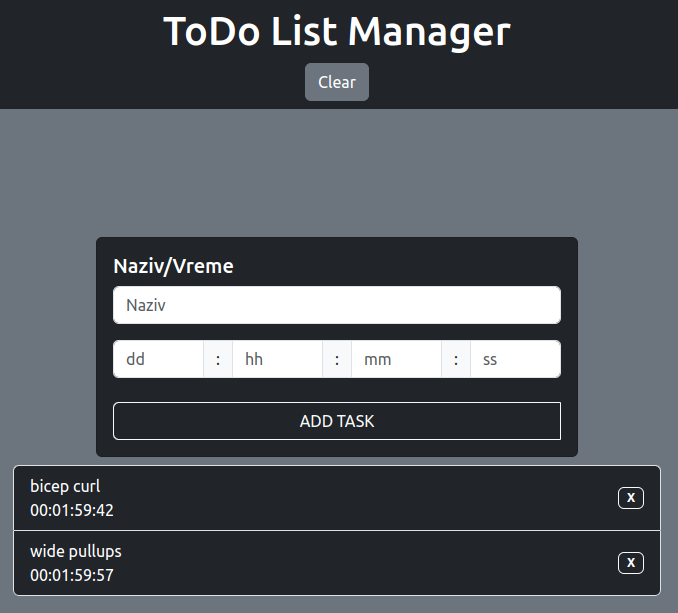 ToDo List Manager
Clear
Naziv/Vreme
Naziv
dd : hh : mm : ss
ADD TASK
bicep curl
00:01:59:42
X
wide pullups
00:01:59:57
X